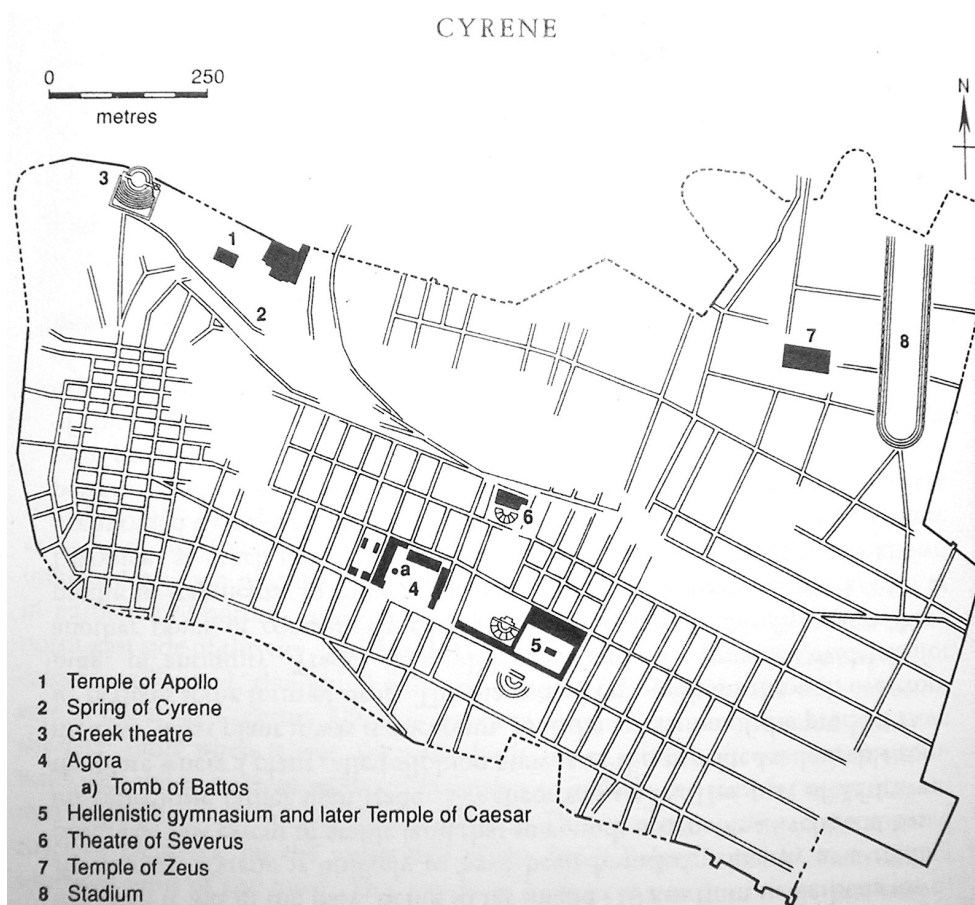 CYRENE
0 250
metres
N
3
1
2
7
8
6
a
4
5
1 Temple of Apollo
2 Spring of Cyrene
3 Greek theatre
4 Agora
a) Tomb of Battos
5 Hellenistic gymnasium and later Temple of Caesar
6 Theatre of Severus
7 Temple of Zeus
8 Stadium